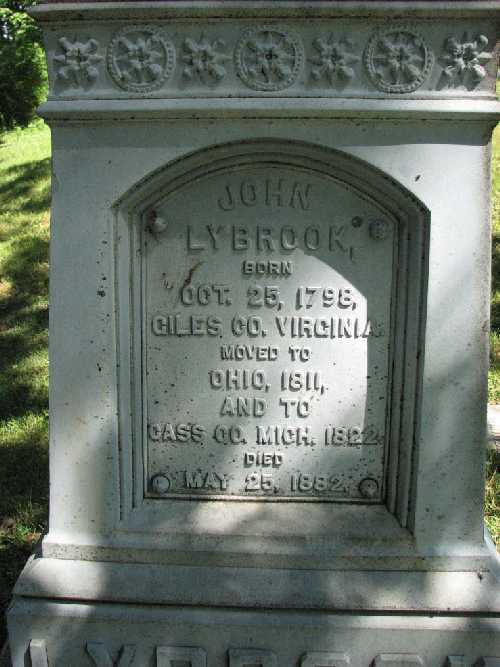 JOHN
LYBROOK,
BORN
OCT. 25, 1798,
GILES CO. VIRGINIA.
MOVED TO
OHIO, 1811,
AND TO
CASS CO. MICH. 1822.
DIED
MAY 25, 1882.
LYBROOK